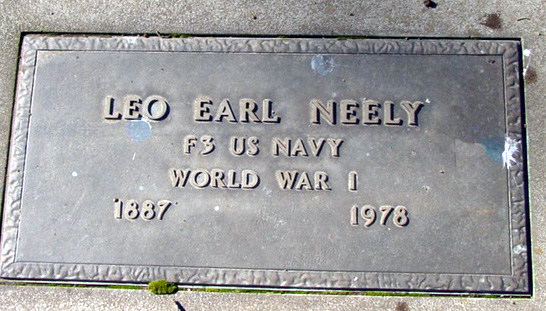 LEO EARL NEELY
F3 US NAVY
WORLD WAR I
1887 1978